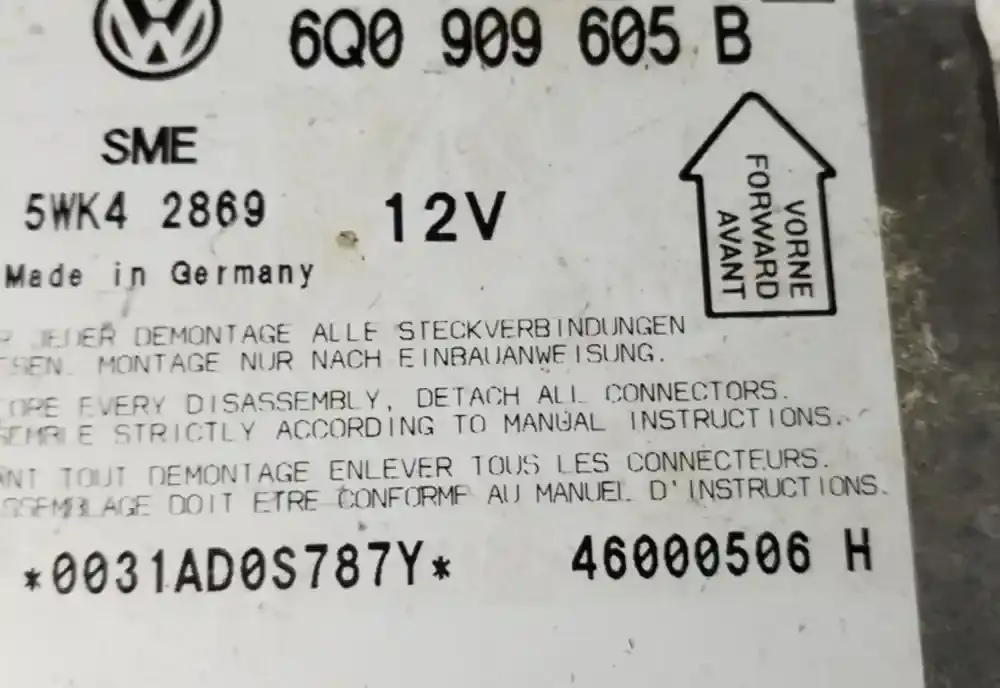 6Q0 909 605 B
SME
5WK4 2869
12V
Made in Germany
VORNE
FORWARD
AVANT
JEDER DEMONTAGE ALLE STECKVERBINDUNGEN
MONTAGE NUR NACH EINBAUANWEISUNG.
EVERY DISASSEMBLY, DETACH ALL CONNECTORS.
STRICTLY ACCORDING TO MANUAL INSTRUCTIONS.
TOUT DEMONTAGE ENLEVER TOUS LES CONNECTEURS.
DOIT ETRE CONFORME AU MANUEL D'INSTRUCTIONS.
*0031AD0S787Y*
46000506 H